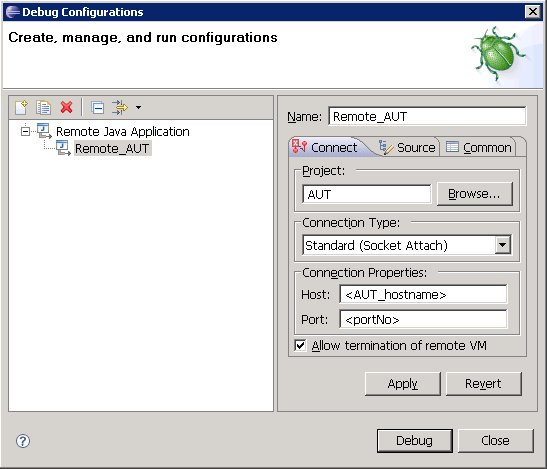 Debug Configurations
Create, manage, and run configurations
Remote Java Application
Remote_AUT
Name: Remote_AUT
Connect Source Common
Project:
AUT Browse...
Connection Type:
Standard (Socket Attach)
Connection Properties:
Host: <AUT_hostname>
Port: <portNo>
Allow termination of remote VM
Apply Revert
? Debug Close